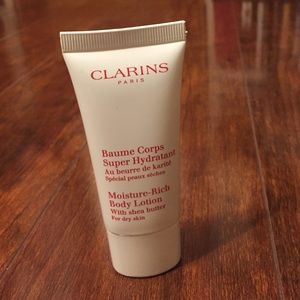 CLARINS
PARIS
Baume Corps
Super Hydratant
Au beurre de karité
Spécial peaux sèches
Moisture-Rich
Body Lotion
With shea butter
For dry skin